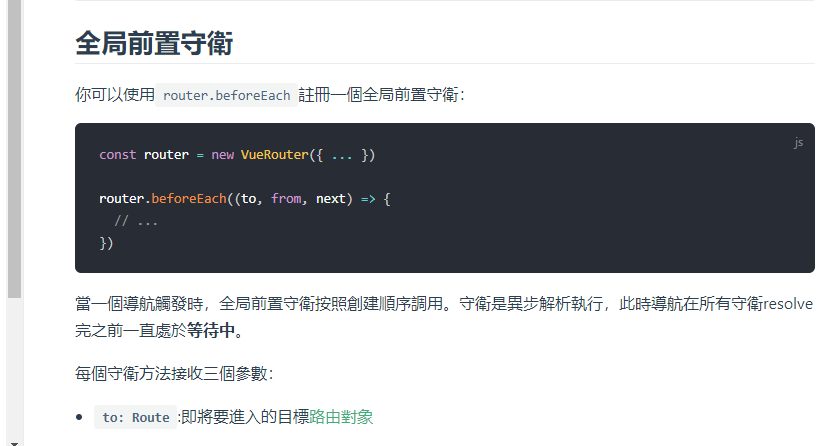 全局前置守衛
你可以使用 router.beforeEach 註冊一個全局前置守衛：
js
const router = new VueRouter({ ... })
router.beforeEach((to, from, next) => {
// ...
})
當一個導航觸發時，全局前置守衛按照創建順序調用。守衛是異步解析執行，此時導航在所有守衛resolve
完之前一直處於等待中。
每個守衛方法接收三個參數：
• to: Route :即將要進入的目標路由對象